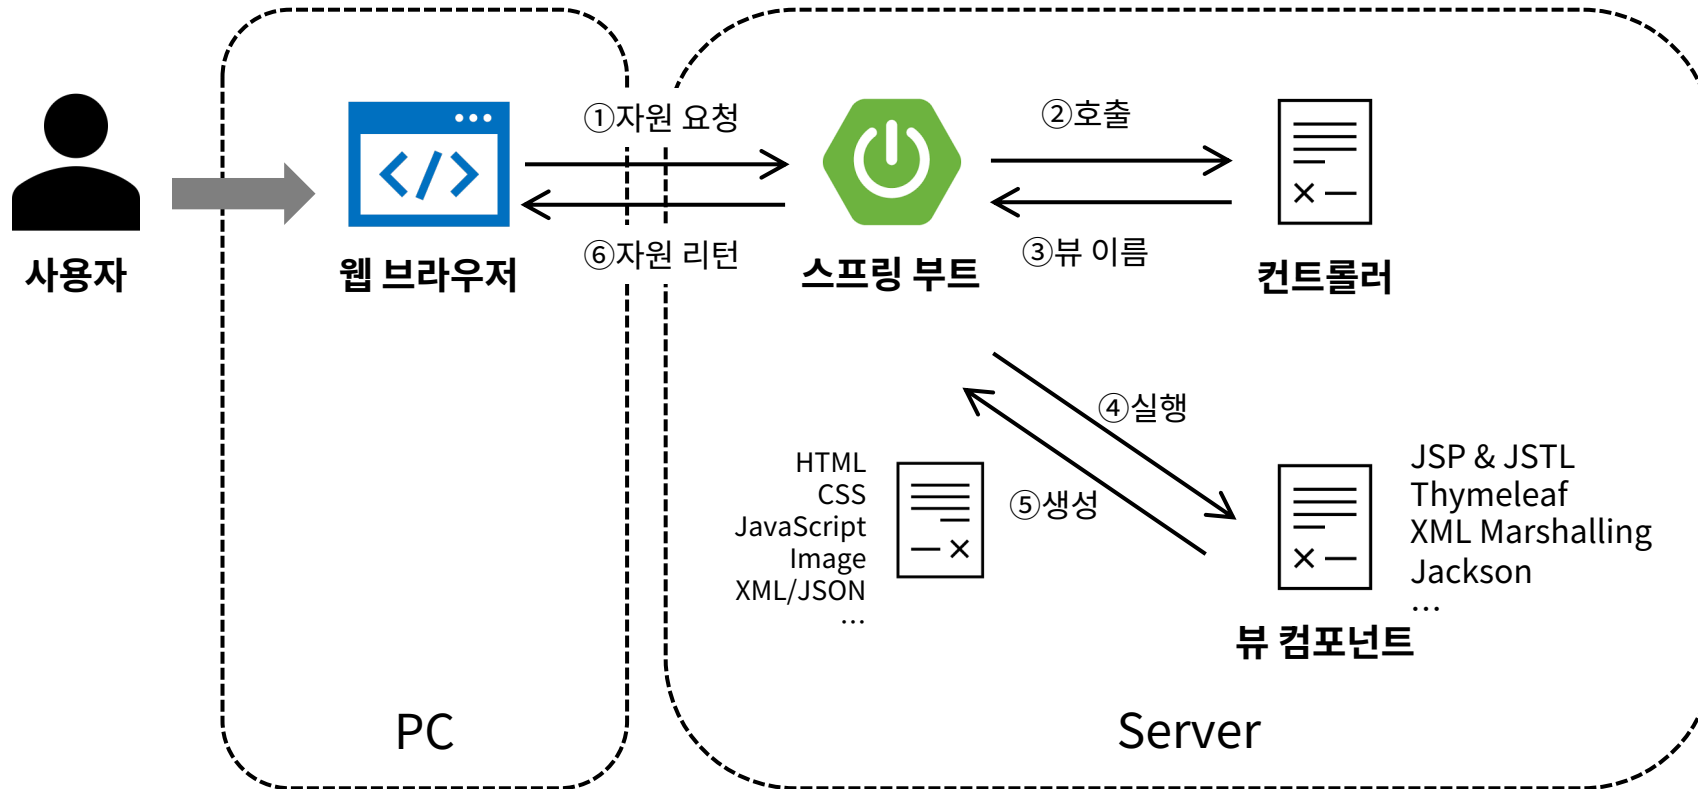 ①자원 요청
②호출
⑥자원 리턴
③뷰 이름
사용자
웹 브라우저
스프링 부트
컨트롤러
④실행
⑤생성
HTML
CSS
JavaScript
Image
XML/JSON
…
JSP & JSTL
Thymeleaf
XML Marshalling
Jackson
…
뷰 컴포넌트
PC
Server